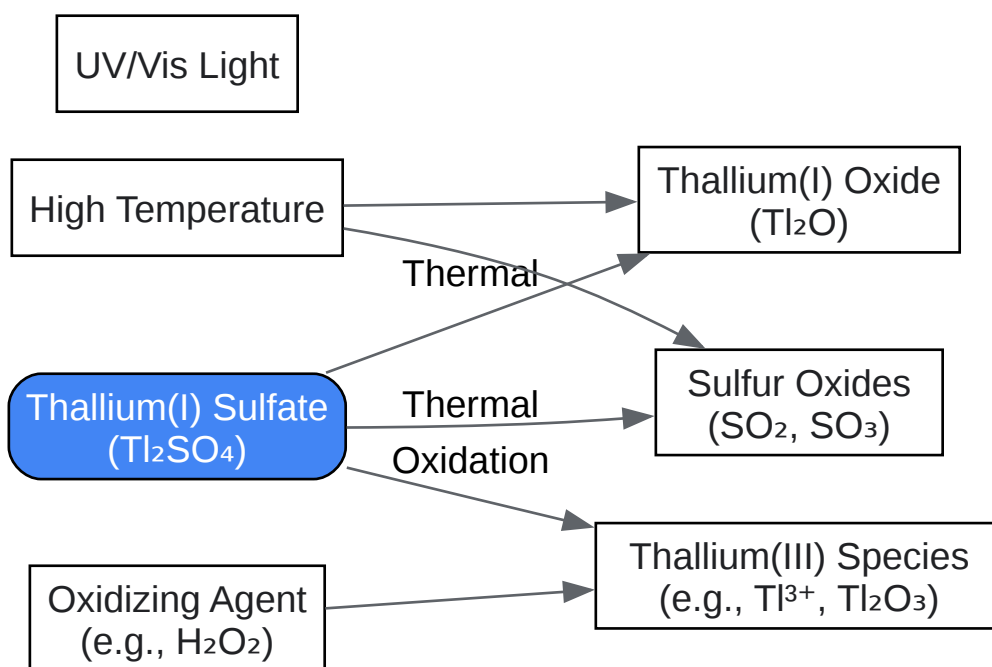 UV/Vis Light
High Temperature
Thallium(I) Oxide
(Tl₂O)
Thermal
Thallium(I) Sulfate
(Tl₂SO₄)
Thermal
Sulfur Oxides
(SO₂, SO₃)
Oxidation
Thallium(III) Species
(e.g., Tl³⁺, Tl₂O₃)
Oxidizing Agent
(e.g., H₂O₂)